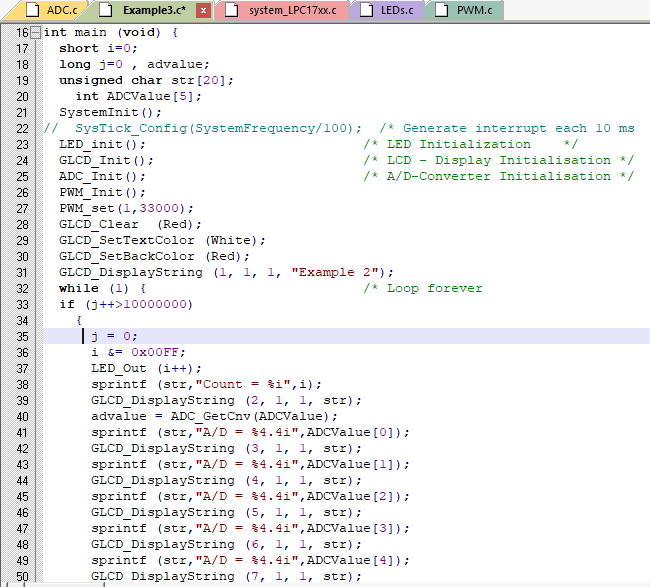 ADC.c Example3.c* x system_LPC17xx.c LEDs.c PWM.c
16 int main (void) {
17   short i=0;
18   long j=0 , advalue;
19   unsigned char str[20];
20     int ADCValue[5];
21   SystemInit();
22 //  SysTick_Config(SystemFrequency/100);  /* Generate interrupt each 10 ms
23   LED_init();                           /* LED Initialization    */
24   GLCD_Init();                          /* LCD - Display Initialisation */
25   ADC_Init();                           /* A/D-Converter Initialisation */
26   PWM_Init();
27   PWM_set(1,33000);
28   GLCD_Clear  (Red);
29   GLCD_SetTextColor (White);
30   GLCD_SetBackColor (Red);
31   GLCD_DisplayString (1, 1, 1, "Example 2");
32   while (1) {                           /* Loop forever
33   if (j++>10000000)
34     {
35       j = 0;
36       i &= 0x00FF;
37       LED_Out (i++);
38       sprintf (str,"Count = %i",i);
39       GLCD_DisplayString (2, 1, 1, str);
40       advalue = ADC_GetCnv(ADCValue);
41       sprintf (str,"A/D = %4.4i",ADCValue[0]);
42       GLCD_DisplayString (3, 1, 1, str);
43       sprintf (str,"A/D = %4.4i",ADCValue[1]);
44       GLCD_DisplayString (4, 1, 1, str);
45       sprintf (str,"A/D = %4.4i",ADCValue[2]);
46       GLCD_DisplayString (5, 1, 1, str);
47       sprintf (str,"A/D = %4.4i",ADCValue[3]);
48       GLCD_DisplayString (6, 1, 1, str);
49       sprintf (str,"A/D = %4.4i",ADCValue[4]);
50       GLCD_DisplayString (7, 1, 1, str);